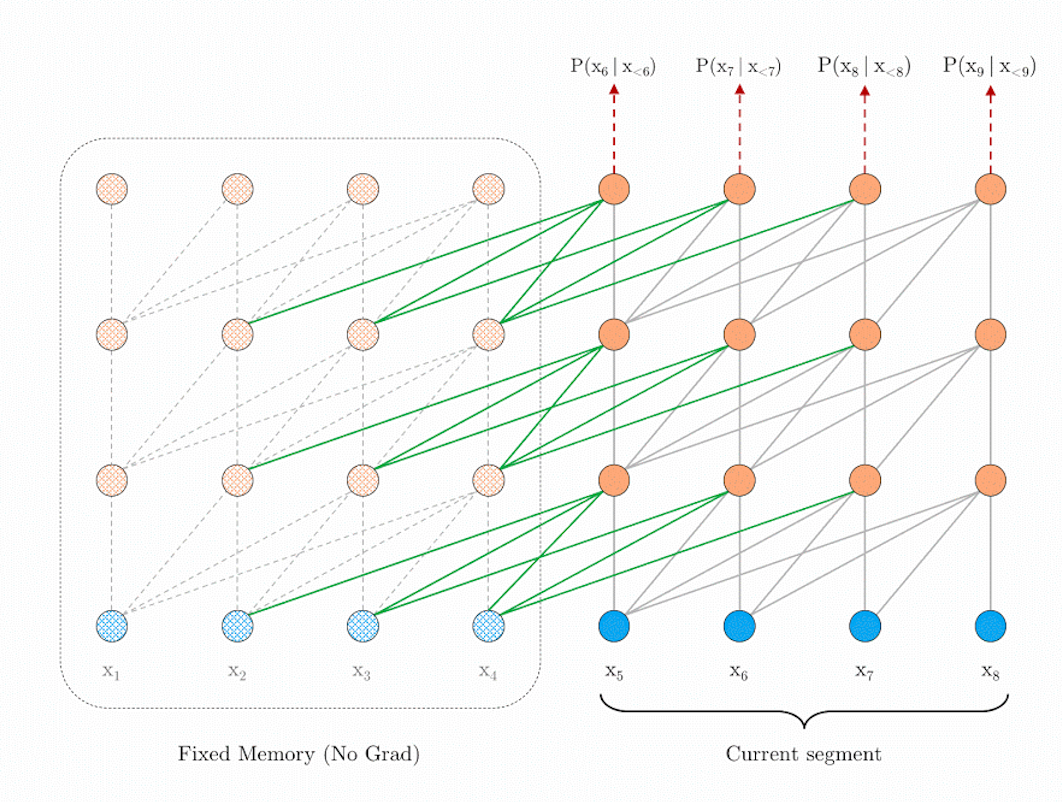 P(x₆ | x<₆) P(x₇ | x<₇) P(x₈ | x<₈) P(x₉ | x<₉)
x₁ x₂ x₃ x₄ x₅ x₆ x₇ x₈
Fixed Memory (No Grad) Current segment